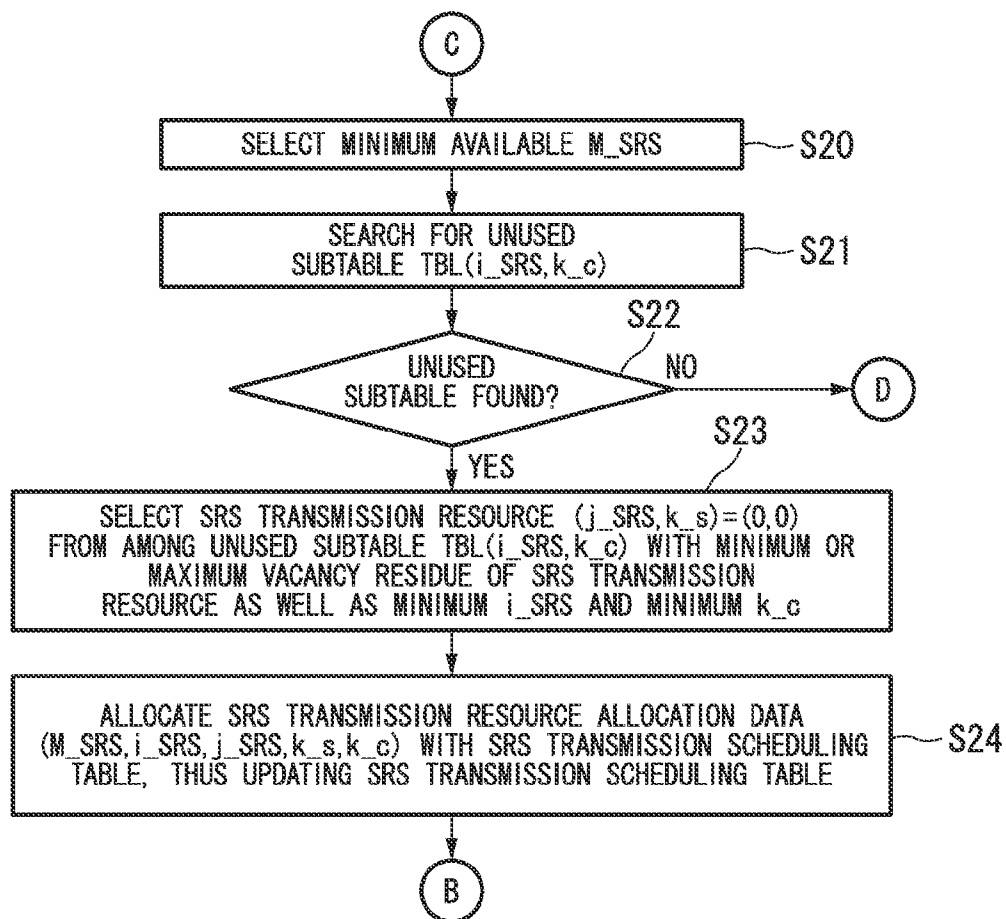 C
SELECT MINIMUM AVAILABLE M_SRS
S20
SEARCH FOR UNUSED
SUBTABLE TBL(i_SRS,k_c)
S21
S22
UNUSED
SUBTABLE FOUND?
NO
D
YES
S23
SELECT SRS TRANSMISSION RESOURCE (j_SRS,k_s)=(0,0)
FROM AMONG UNUSED SUBTABLE TBL(i_SRS,k_c) WITH MINIMUM OR
MAXIMUM VACANCY RESIDUE OF SRS TRANSMISSION
RESOURCE AS WELL AS MINIMUM i_SRS AND MINIMUM k_c
ALLOCATE SRS TRANSMISSION RESOURCE ALLOCATION DATA
(M_SRS,i_SRS,j_SRS,k_s,k_c) WITH SRS TRANSMISSION SCHEDULING
TABLE, THUS UPDATING SRS TRANSMISSION SCHEDULING TABLE
S24
B